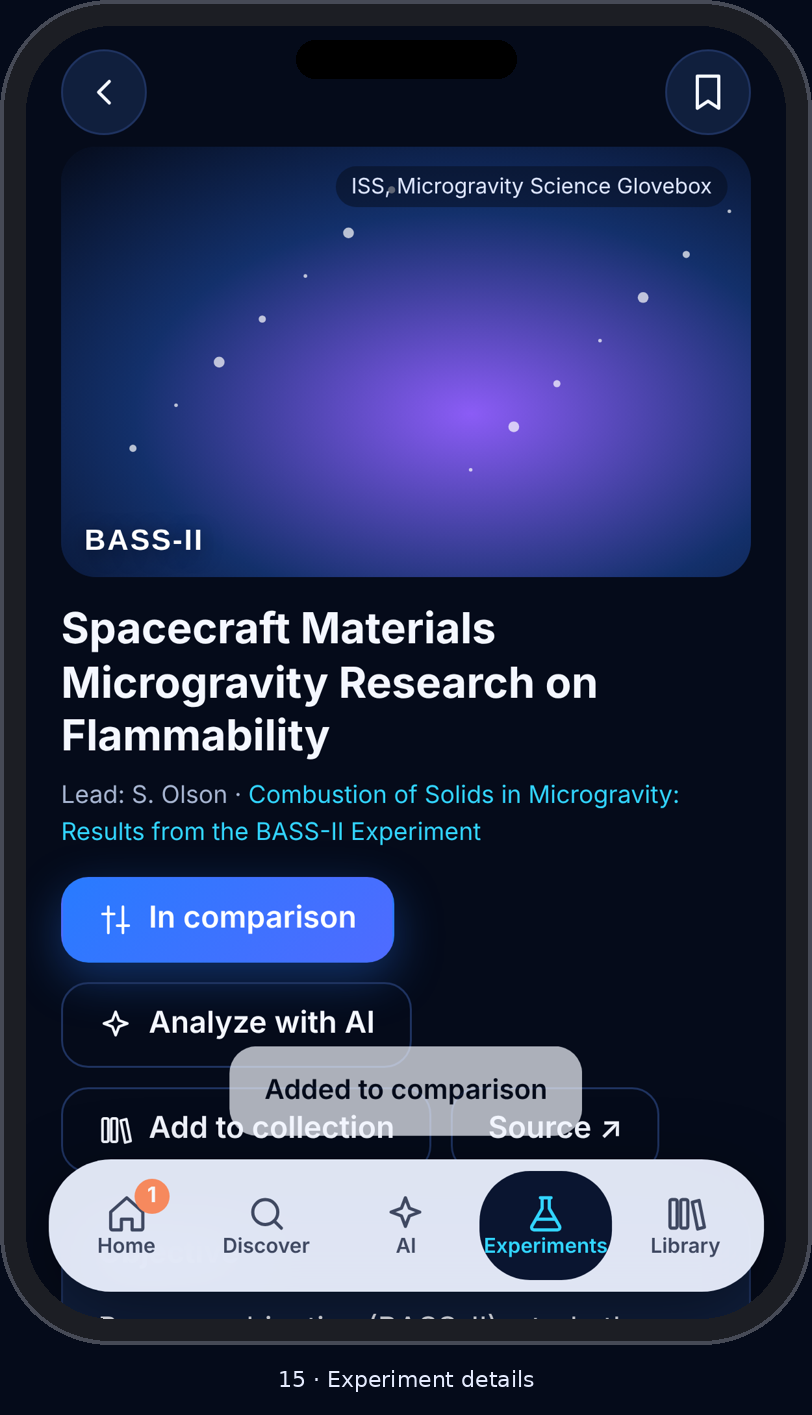 ISS, Microgravity Science Glovebox
BASS-II
Spacecraft Materials
Microgravity Research on
Flammability
Lead: S. Olson · Combustion of Solids in Microgravity:
Results from the BASS-II Experiment
In comparison
Analyze with AI
Added to comparison
Add to collection
Source ↗
1
Home
Discover
AI
Experiments
Library
15 · Experiment details